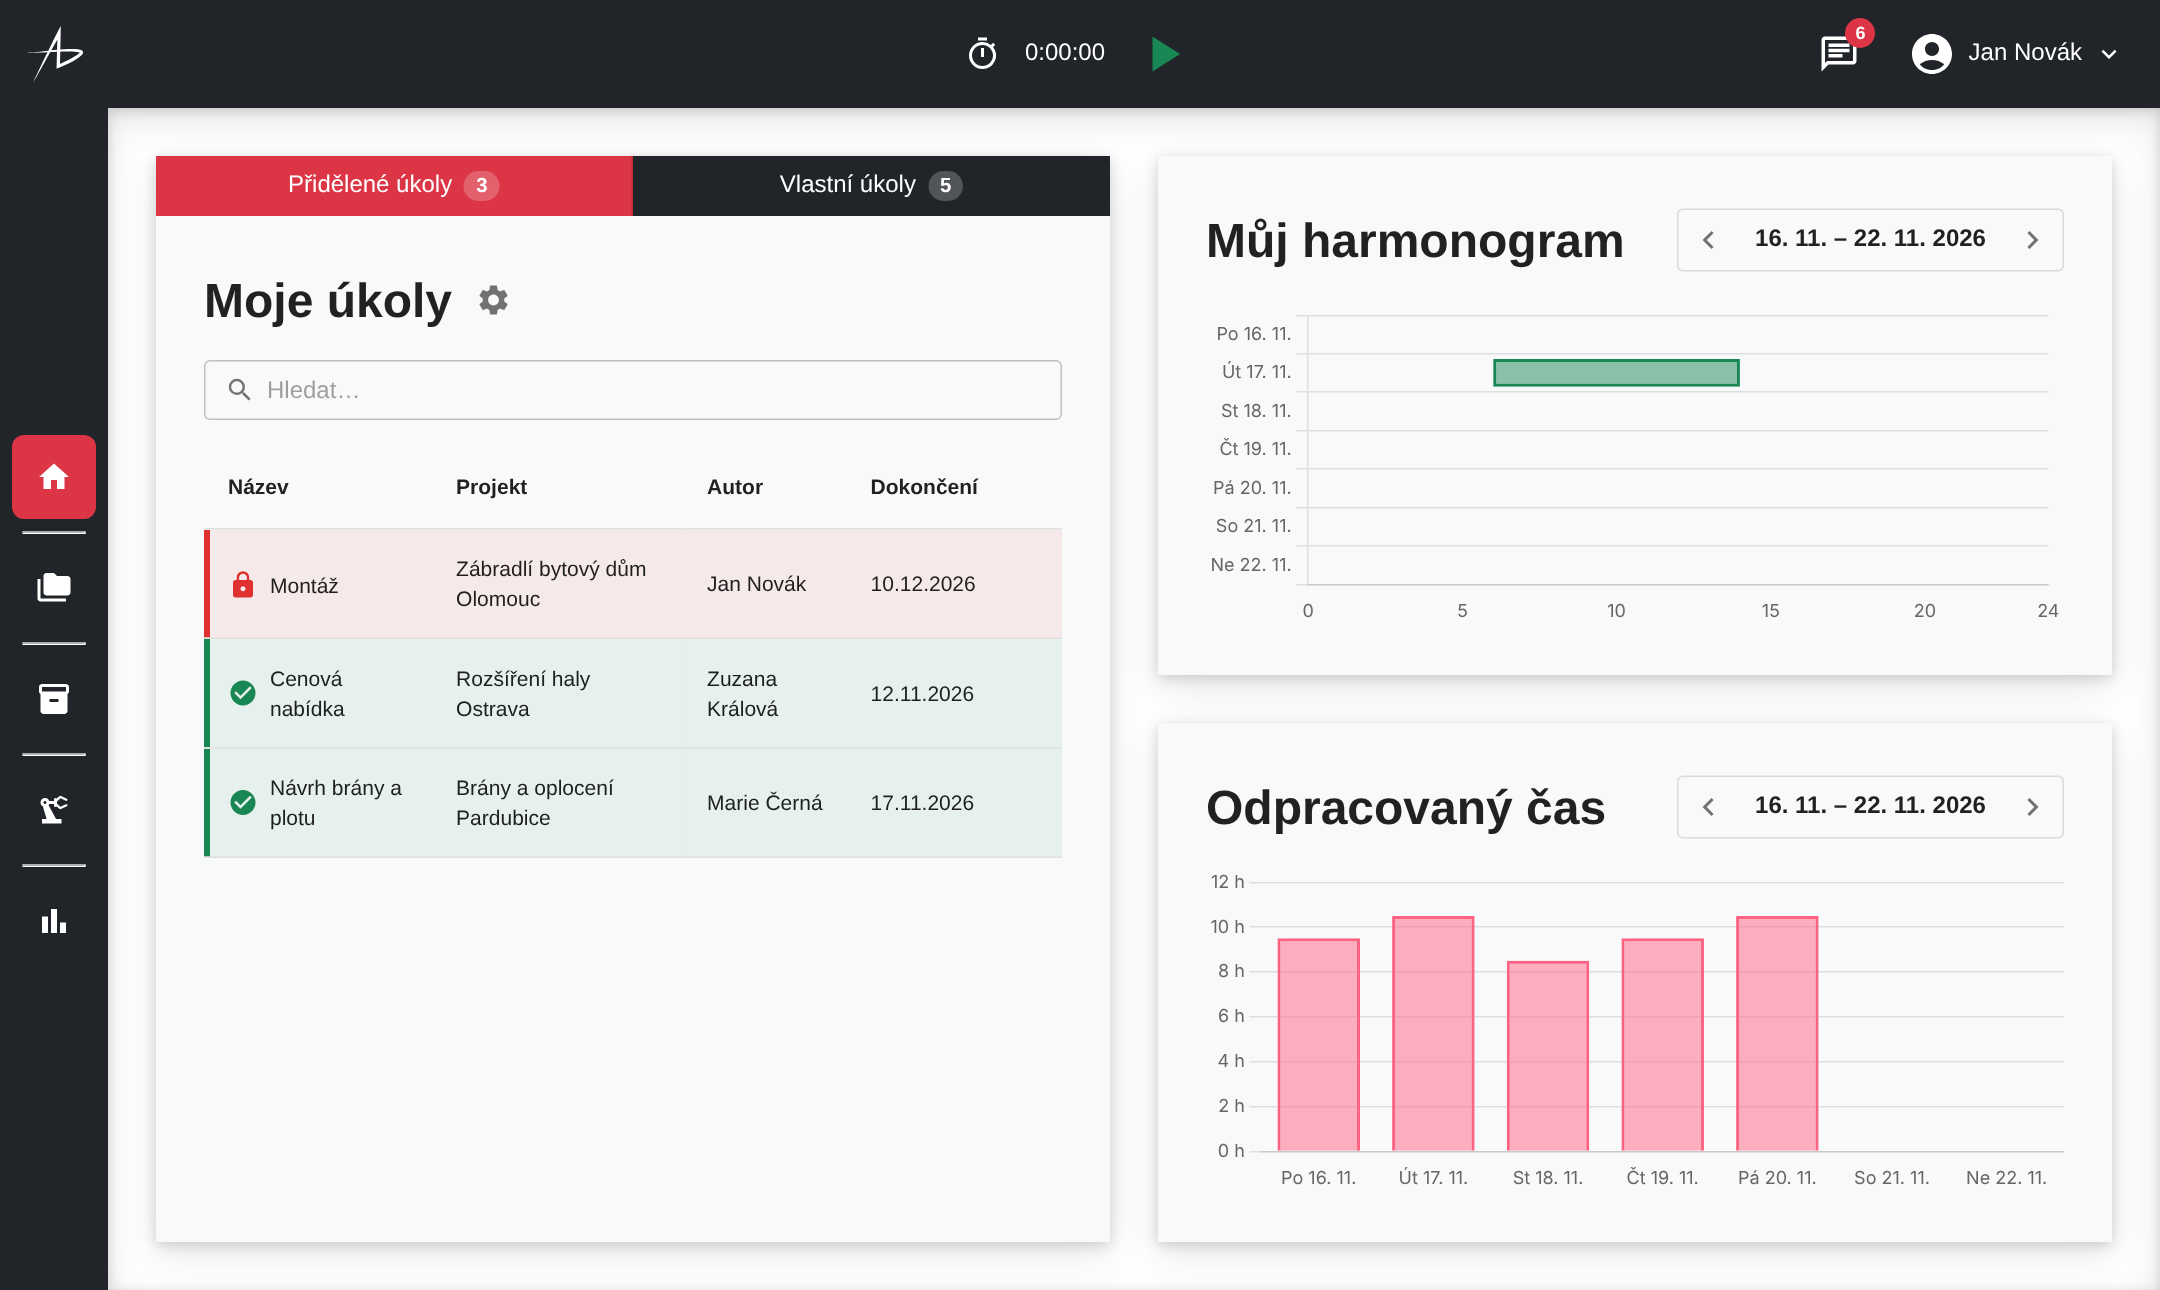 0:00:00
6
Jan Novák
Přidělené úkoly 3
Vlastní úkoly 5
Moje úkoly
Hledat…
Název Projekt Autor Dokončení
Montáž
Zábradlí bytový dům
Olomouc
Jan Novák
10.12.2026
Cenová
nabídka
Rozšíření haly
Ostrava
Zuzana
Králová
12.11.2026
Návrh brány a
plotu
Brány a oplocení
Pardubice
Marie Černá
17.11.2026
Můj harmonogram
16. 11. – 22. 11. 2026
Po 16. 11.
Út 17. 11.
St 18. 11.
Čt 19. 11.
Pá 20. 11.
So 21. 11.
Ne 22. 11.
0 5 10 15 20 24
Odpracovaný čas
16. 11. – 22. 11. 2026
12 h
10 h
8 h
6 h
4 h
2 h
0 h
Po 16. 11. Út 17. 11. St 18. 11. Čt 19. 11. Pá 20. 11. So 21. 11. Ne 22. 11.